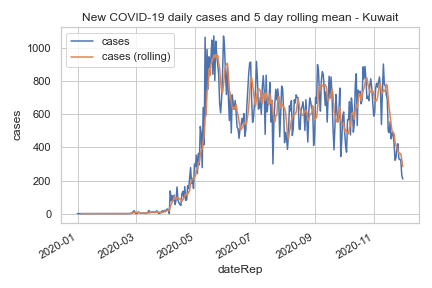 New COVID-19 daily cases and 5 day rolling mean - Kuwait
cases
cases (rolling)
1000
800
600
400
200
0
cases
2020-01
2020-03
2020-05
2020-07
2020-09
2020-11
dateRep